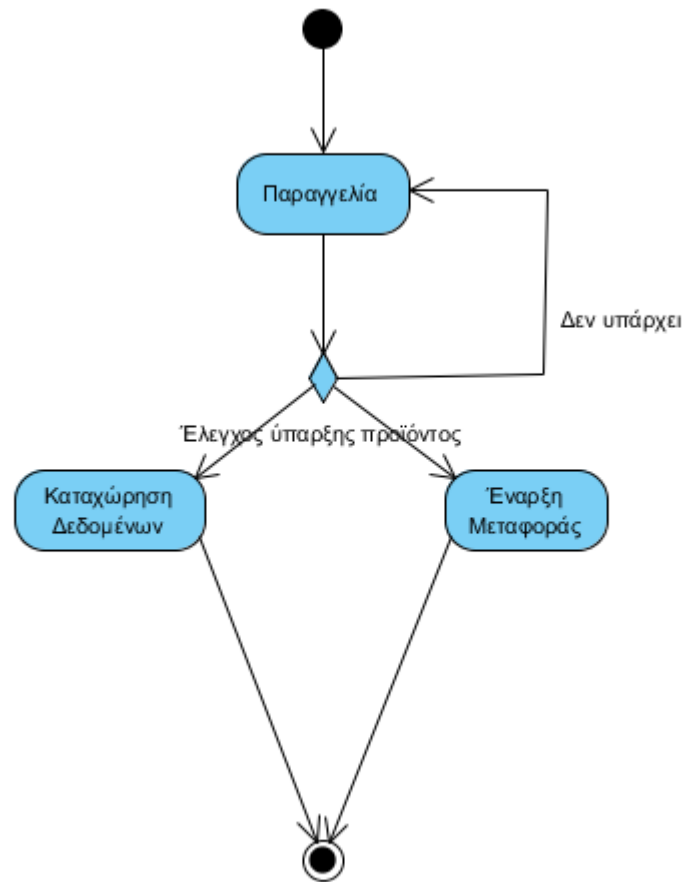 Παραγγελία
Δεν υπάρχει
Έλεγχος ύπαρξης προϊόντος
Καταχώρηση
Δεδομένων
Έναρξη
Μεταφοράς